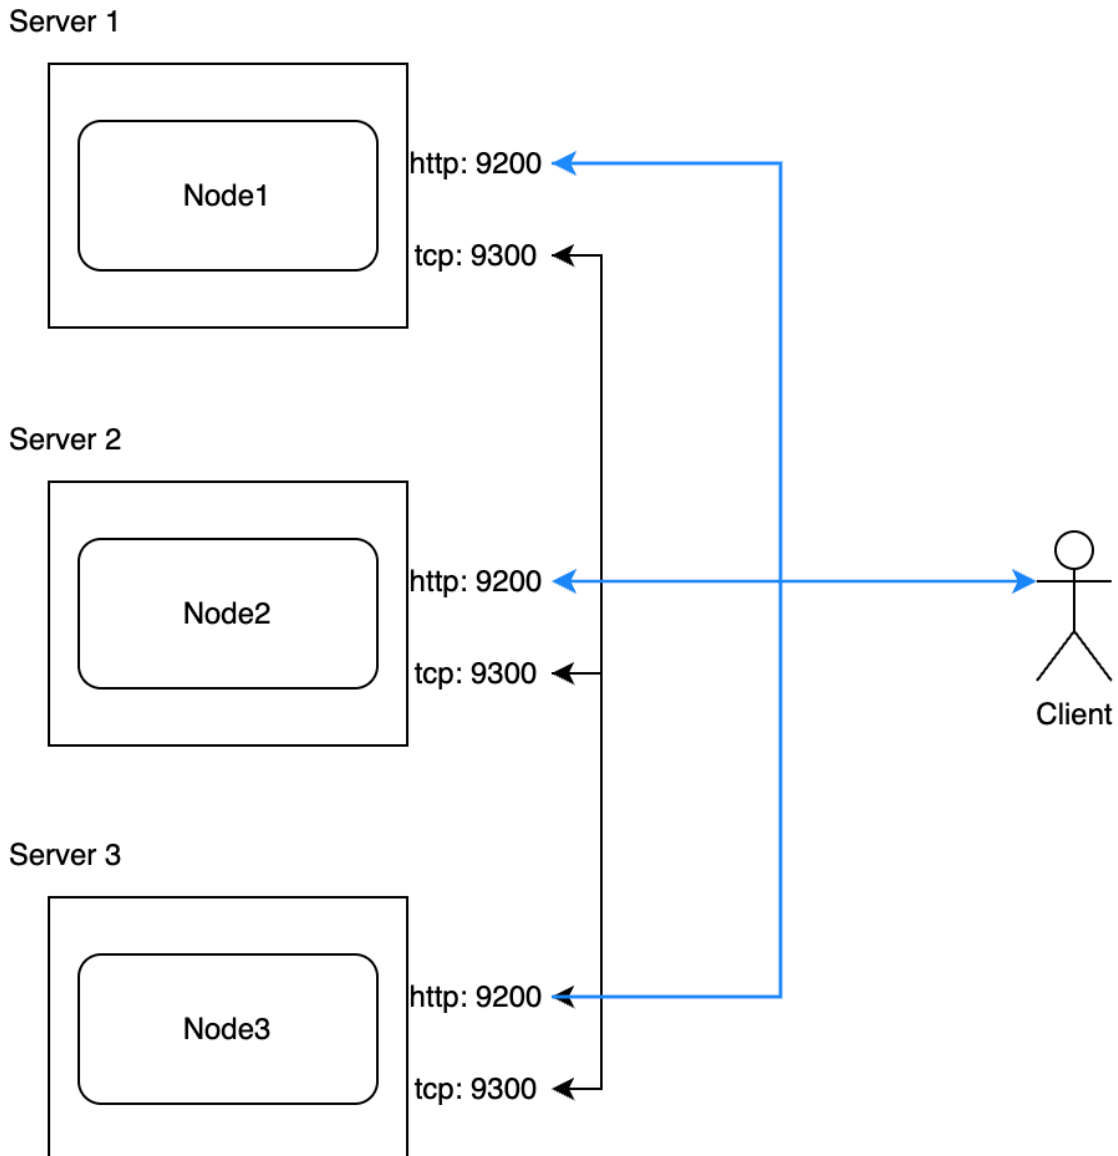 Server 1
Node1
http: 9200
tcp: 9300
Server 2
Node2
http: 9200
tcp: 9300
Client
Server 3
Node3
http: 9200
tcp: 9300